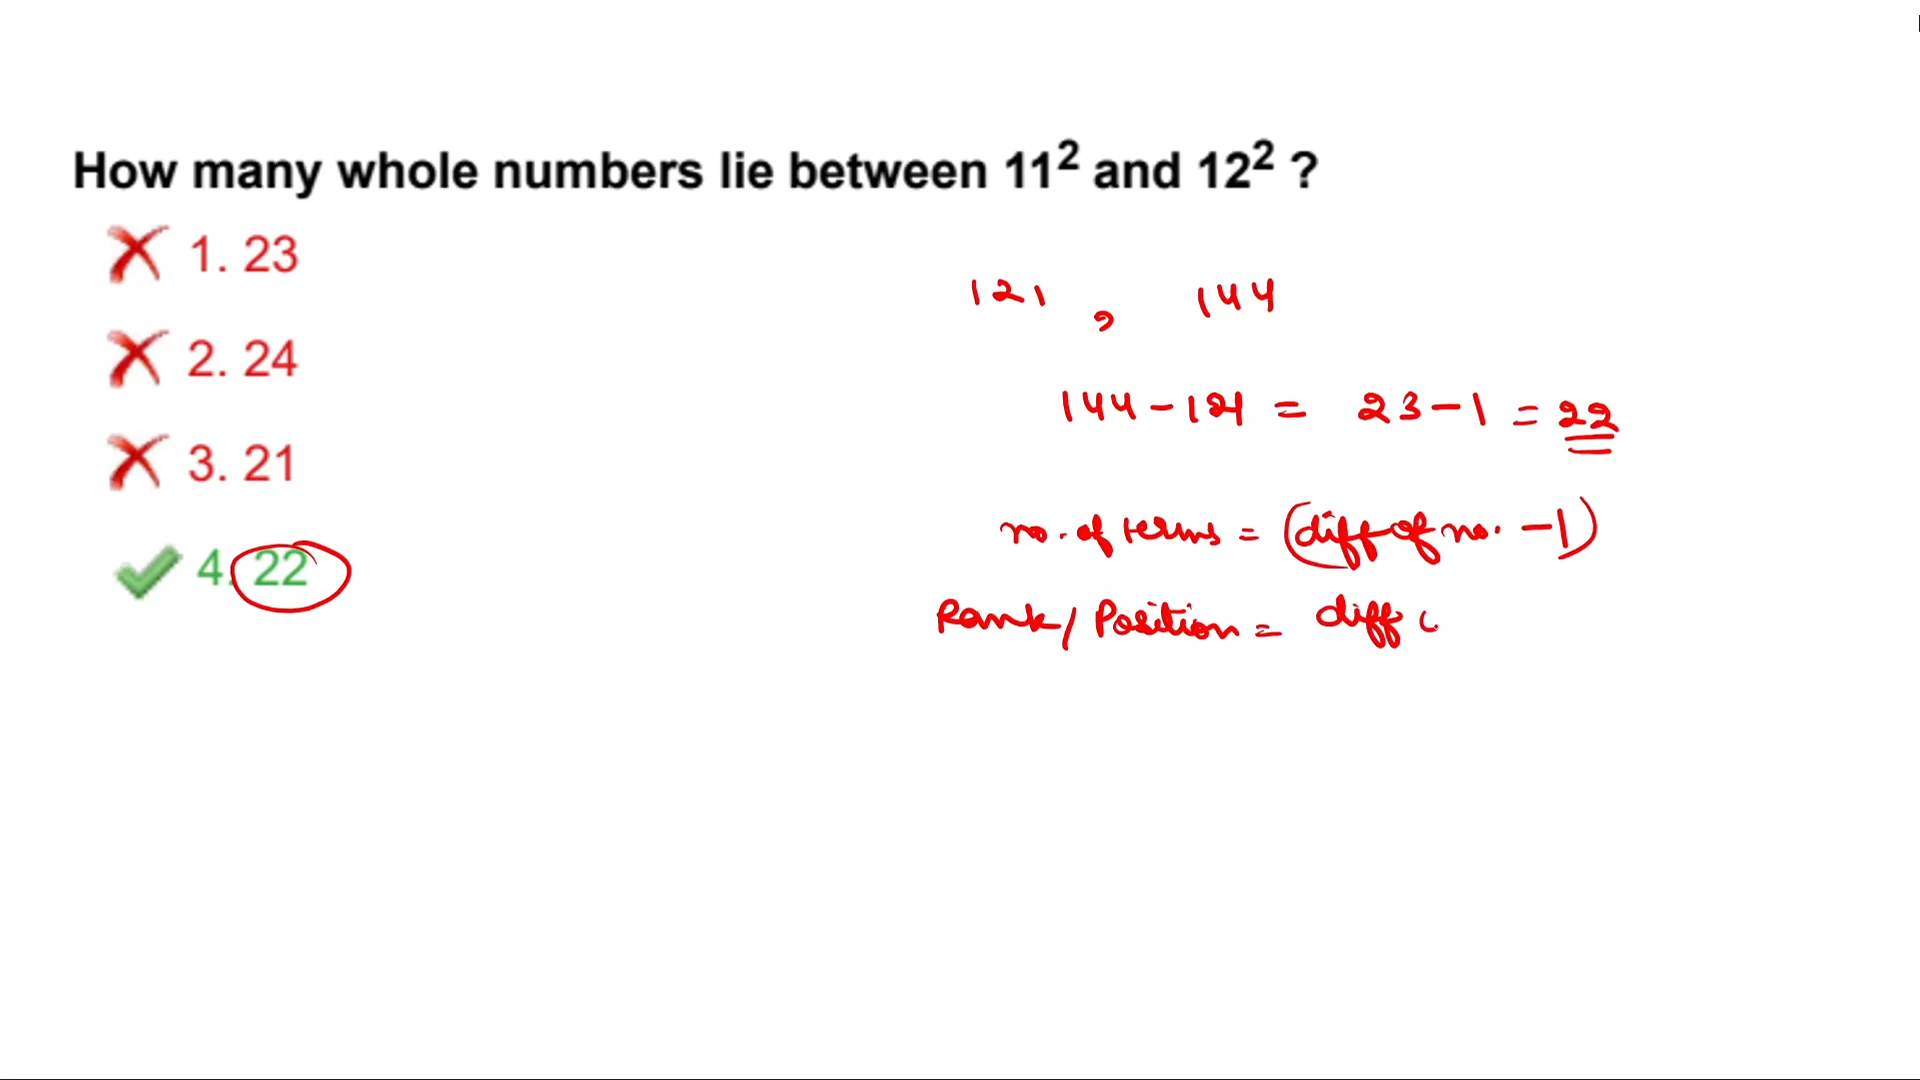 How many whole numbers lie between 11² and 12² ?
1. 23
2. 24
3. 21
4. 22
121 , 144
144 - 121 = 23 - 1 = 22
no. of terms = (diff of no. - 1)
Rank / Position = diff